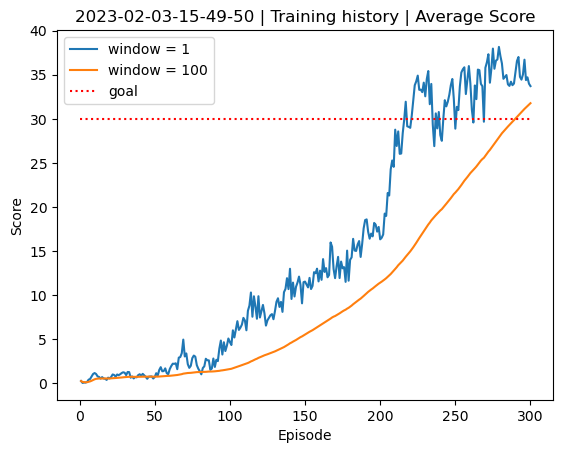 2023-02-03-15-49-50 | Training history | Average Score
window = 1
window = 100
goal
40
35
30
25
20
15
10
5
0
Score
0 50 100 150 200 250 300
Episode